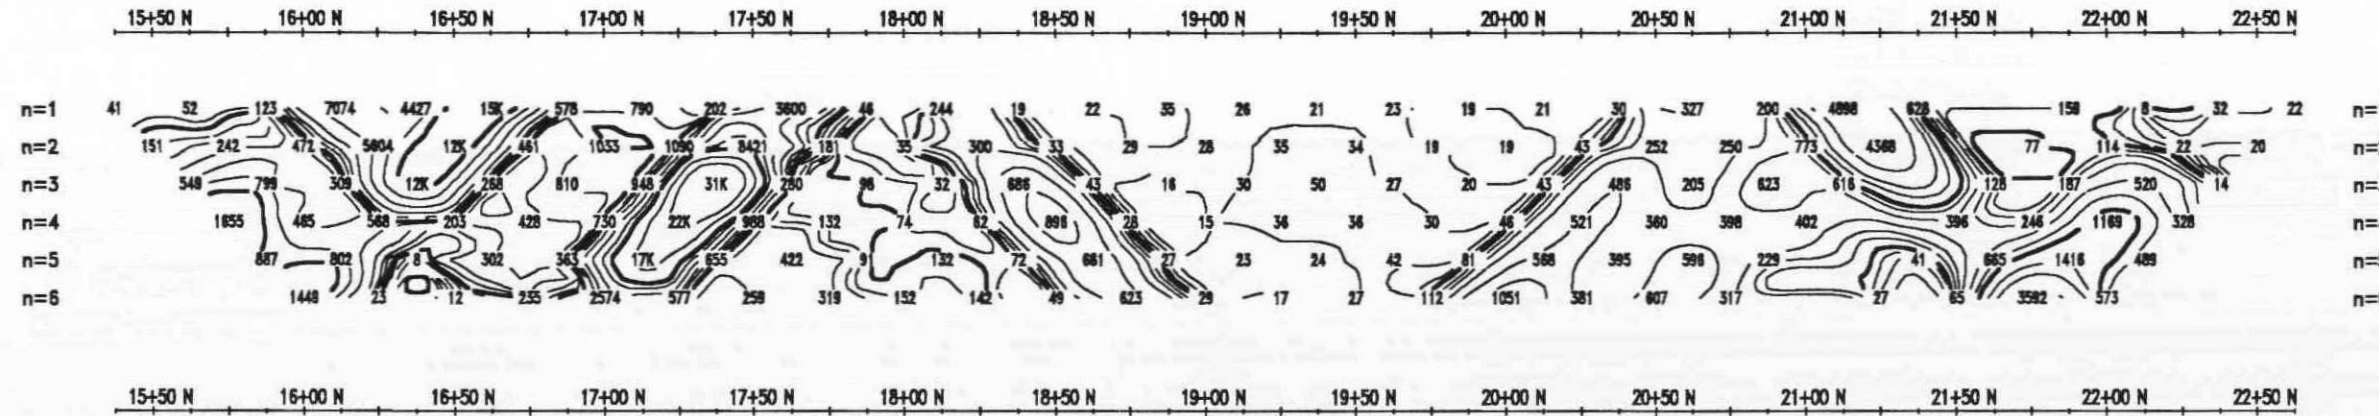 15+50 N 16+00 N 16+50 N 17+00 N 17+50 N 18+00 N 18+50 N 19+00 N 19+50 N 20+00 N 20+50 N 21+00 N 21+50 N 22+00 N 22+50 N
n=1 41 52 123 7074 4427 15K 578 790 202 3600 46 244 19 22 35 26 21 23 19 21 30 327 200 4898 628 158 8 32 22 n=
n=2 151 242 472 5604 12K 461 1033 1090 8421 181 35 300 33 29 28 35 34 19 43 252 250 773 4368 77 114 22 20
n=3 549 799 309 12K 268 810 948 31K 280 98 32 686 43 16 30 50 27 20 43 486 205 623 616 128 187 520 14 n=
n=4 1855 485 568 203 428 730 22K 988 132 74 62 896 28 15 36 36 30 46 521 360 398 402 396 246 1169 328 n=
n=5 887 802 8 302 363 17K 655 422 91 132 72 681 27 23 24 42 81 568 395 596 229 41 665 1416 489
n=6 1448 23 12 235 2574 577 259 319 152 142 49 623 29 17 27 112 1051 381 607 317 27 65 3592 573 n=
15+50 N 16+00 N 16+50 N 17+00 N 17+50 N 18+00 N 18+50 N 19+00 N 19+50 N 20+00 N 20+50 N 21+00 N 21+50 N 22+00 N 22+50 N